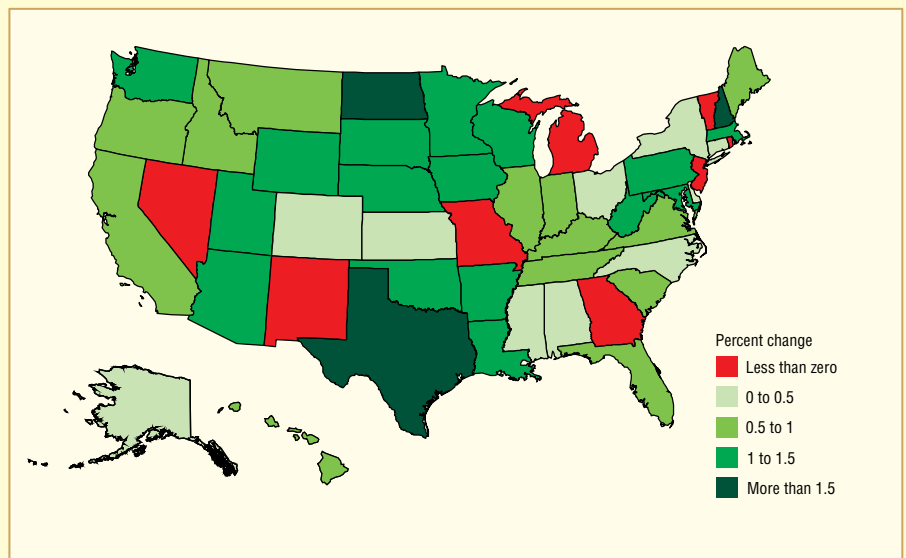 Percent change
Less than zero
0 to 0.5
0.5 to 1
1 to 1.5
More than 1.5